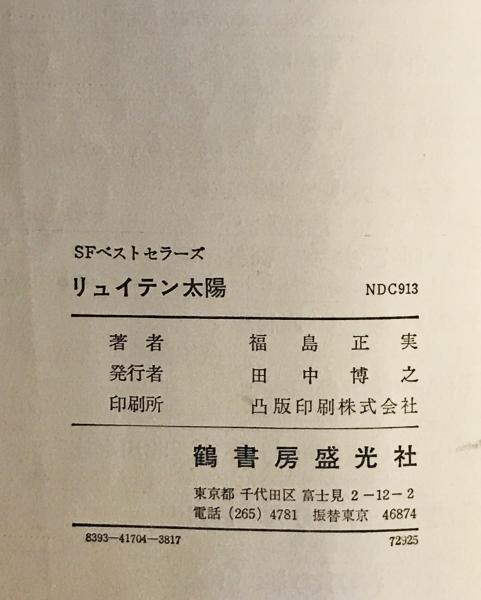 SFベストセラーズ
リュイテン太陽 NDC913
著者 福島正実
発行者 田中博之
印刷所 凸版印刷株式会社
鶴書房盛光社
東京都 千代田区 富士見 2-12-2
電話 (265) 4781 振替東京 46874
8393-41704-3817 72925